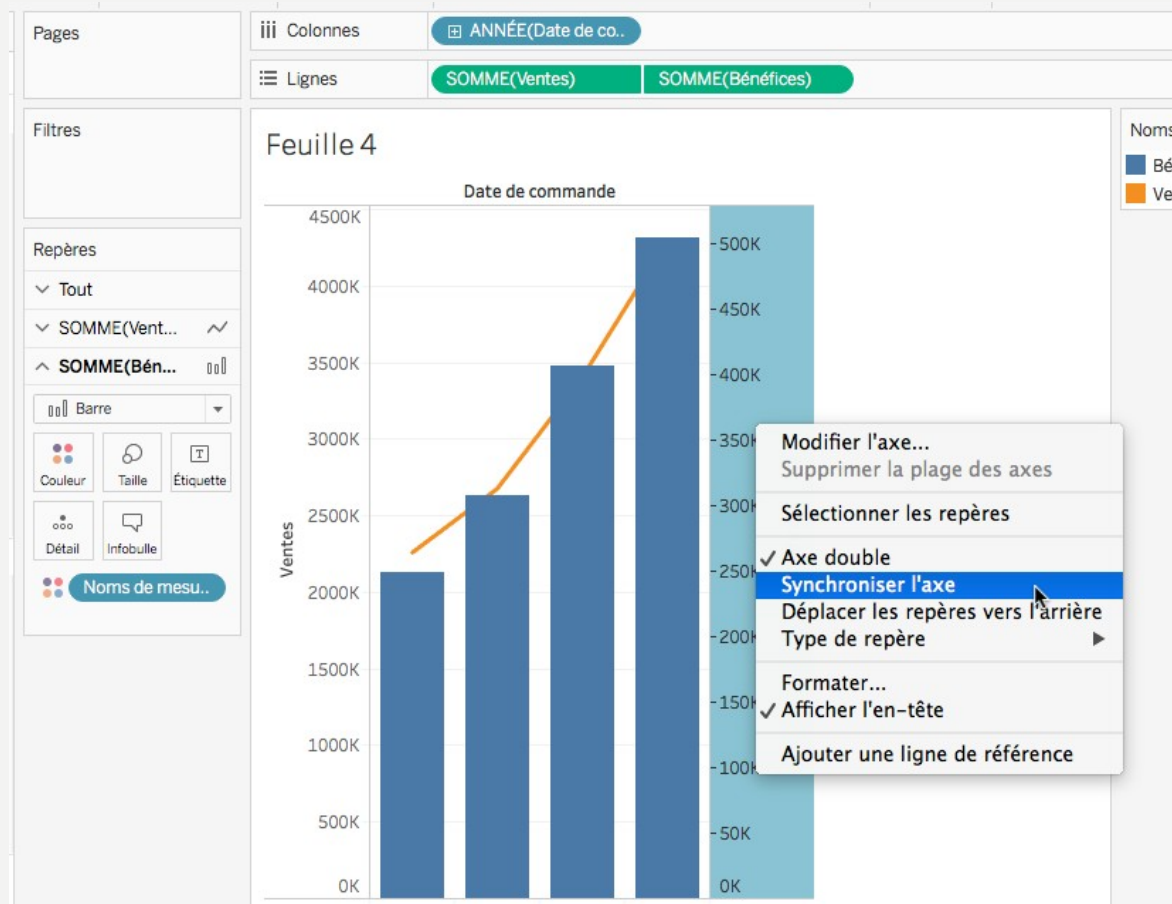 Pages
Colonnes
ANNÉE(Date de co..
Lignes
SOMME(Ventes)
SOMME(Bénéfices)
Filtres
Feuille 4
Noms
Bé
Ve
Date de commande
Repères
Tout
SOMME(Vent...
SOMME(Bén...
Barre
Couleur
Taille
Étiquette
T
Détail
Infobulle
Noms de mesu..
Ventes
4500K
4000K
3500K
3000K
2500K
2000K
1500K
1000K
500K
0K
500K
450K
400K
350K
300K
250K
200K
150K
100K
50K
0K
Modifier l'axe...
Supprimer la plage des axes
Sélectionner les repères
✓ Axe double
Synchroniser l'axe
Déplacer les repères vers l'arrière
Type de repère
Formater...
✓ Afficher l'en-tête
Ajouter une ligne de référence